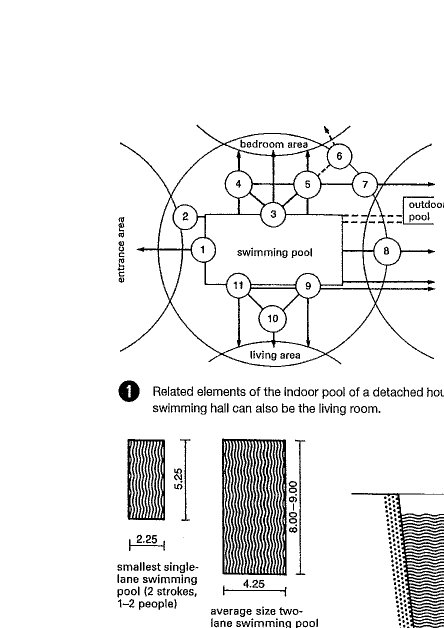 bedroom area
6
4
5
7
2
3
outdoor
pool
entrance area
1
swimming pool
8
11
9
10
living area
1 Related elements of the indoor pool of a detached hou
swimming hall can also be the living room.
5.25
8.00–9.00
2.25
4.25
smallest single-
lane swimming
pool (2 strokes,
1–2 people)
average size two-
lane swimming pool